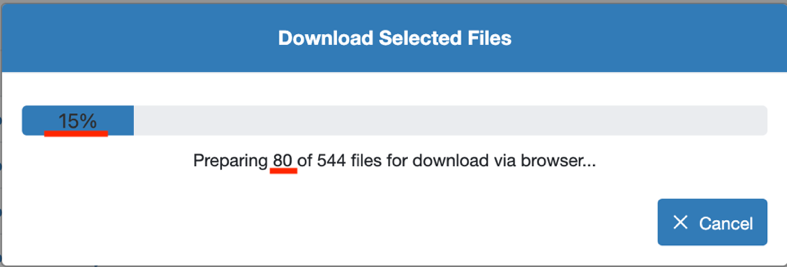 Download Selected Files
15%
Preparing 80 of 544 files for download via browser...
Cancel